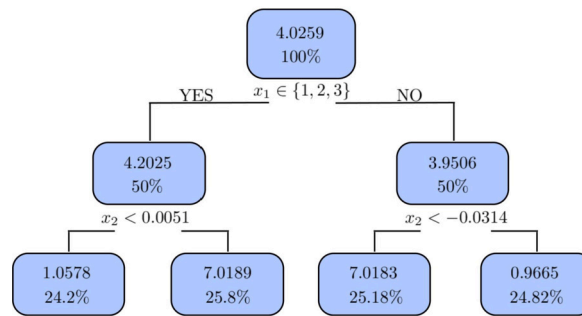 4.0259
100%
YES
x₁ ∈ {1, 2, 3}
NO
4.2025
50%
3.9506
50%
x₂ < 0.0051
x₂ < −0.0314
1.0578
24.2%
7.0189
25.8%
7.0183
25.18%
0.9665
24.82%